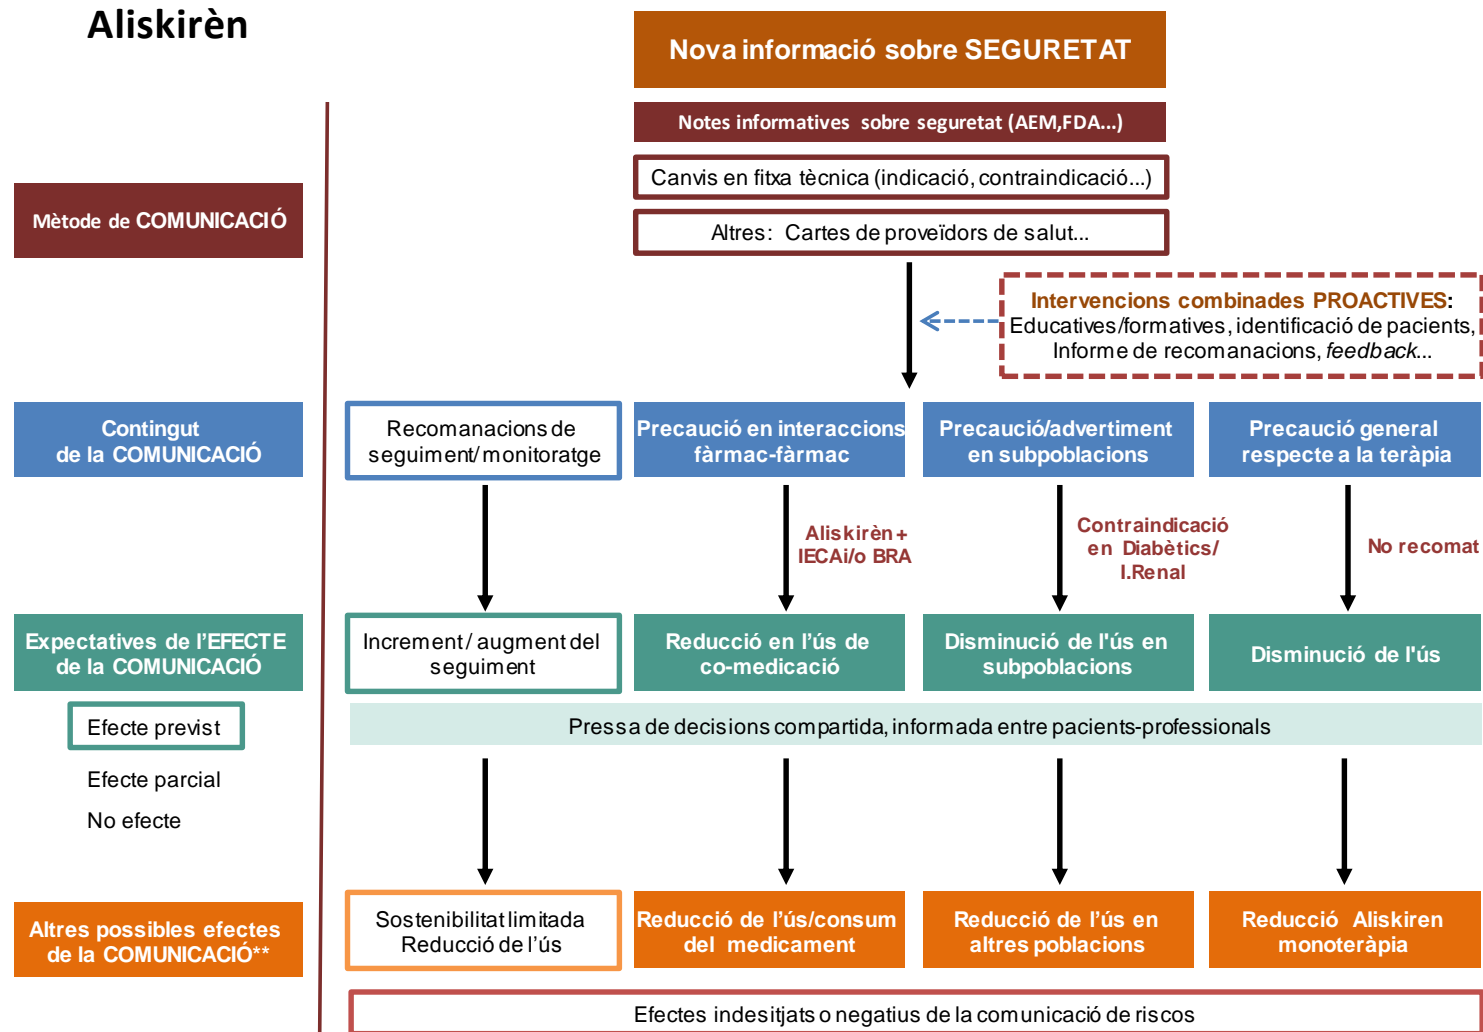 Aliskirèn
Nova informació sobre SEGURETAT
Notes informatives sobre seguretat (AEM,FDA...)
Canvis en fitxa tècnica (indicació, contraindicació...)
Altres: Cartes de proveïdors de salut...
Mètode de COMUNICACIÓ
Intervencions combinades PROACTIVES:
Educatives/formatives, identificació de pacients,
Informe de recomanacions, feedback...
Contingut
de la COMUNICACIÓ
Recomanacions de
seguiment/monitoratge
Precaució en interaccions
fàrmac-fàrmac
Precaució/advertiment
en subpoblacions
Precaució general
respecte a la teràpia
Aliskirèn +
IECAi/o BRA
Contraindicació
en Diabètics/
I.Renal
No recomat
Expectatives de l'EFECTE
de la COMUNICACIÓ
Increment / augment del
seguiment
Reducció en l'ús de
co-medicació
Disminució de l'ús en
subpoblacions
Disminució de l'ús
Efecte previst
Efecte parcial
No efecte
Pressa de decisions compartida, informada entre pacients-professionals
Altres possibles efectes
de la COMUNICACIÓ**
Sostenibilitat limitada
Reducció de l'ús
Reducció de l'ús/consum
del medicament
Reducció de l'ús en
altres poblacions
Reducció Aliskiren
monoteràpia
Efectes indesitjats o negatius de la comunicació de riscos